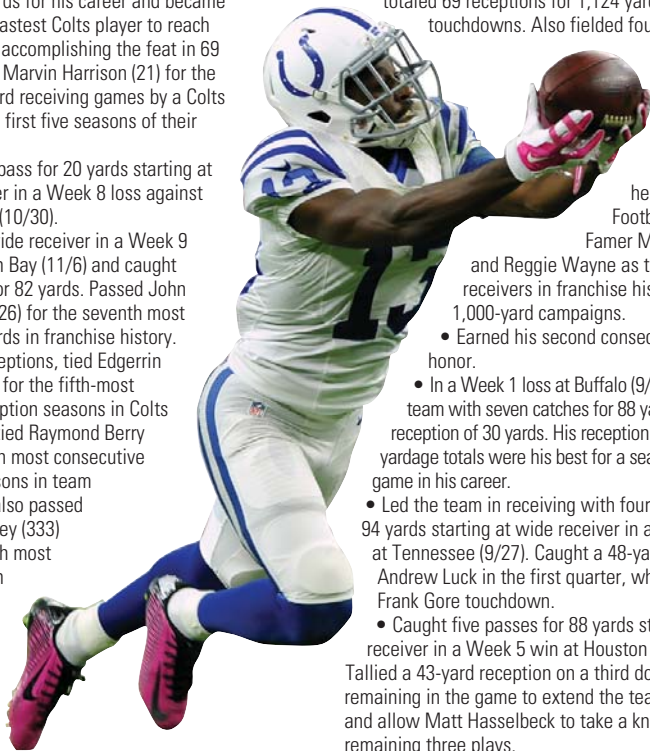 ds for his career and became
astest Colts player to reach
accomplishing the feat in 69
Marvin Harrison (21) for the
rd receiving games by a Colts
first five seasons of their
pass for 20 yards starting at
er in a Week 8 loss against
(10/30).
ide receiver in a Week 9
n Bay (11/6) and caught
or 82 yards. Passed John
26) for the seventh most
rds in franchise history.
eptions, tied Edgerrin
for the fifth-most
ption seasons in Colts
tied Raymond Berry
h most consecutive
sons in team
also passed
ey (333)
h most
n
totaled 69 receptions for 1,124 yar
touchdowns. Also fielded fou
he
Footb
Famer M
and Reggie Wayne as t
receivers in franchise his
1,000-yard campaigns.
• Earned his second consec
honor.
• In a Week 1 loss at Buffalo (9/
team with seven catches for 88 ya
reception of 30 yards. His reception
yardage totals were his best for a sea
game in his career.
• Led the team in receiving with four
94 yards starting at wide receiver in a
at Tennessee (9/27). Caught a 48-ya
Andrew Luck in the first quarter, wh
Frank Gore touchdown.
• Caught five passes for 88 yards st
receiver in a Week 5 win at Houston
Tallied a 43-yard reception on a third do
remaining in the game to extend the tea
and allow Matt Hasselbeck to take a kn
remaining three plays.
13
13